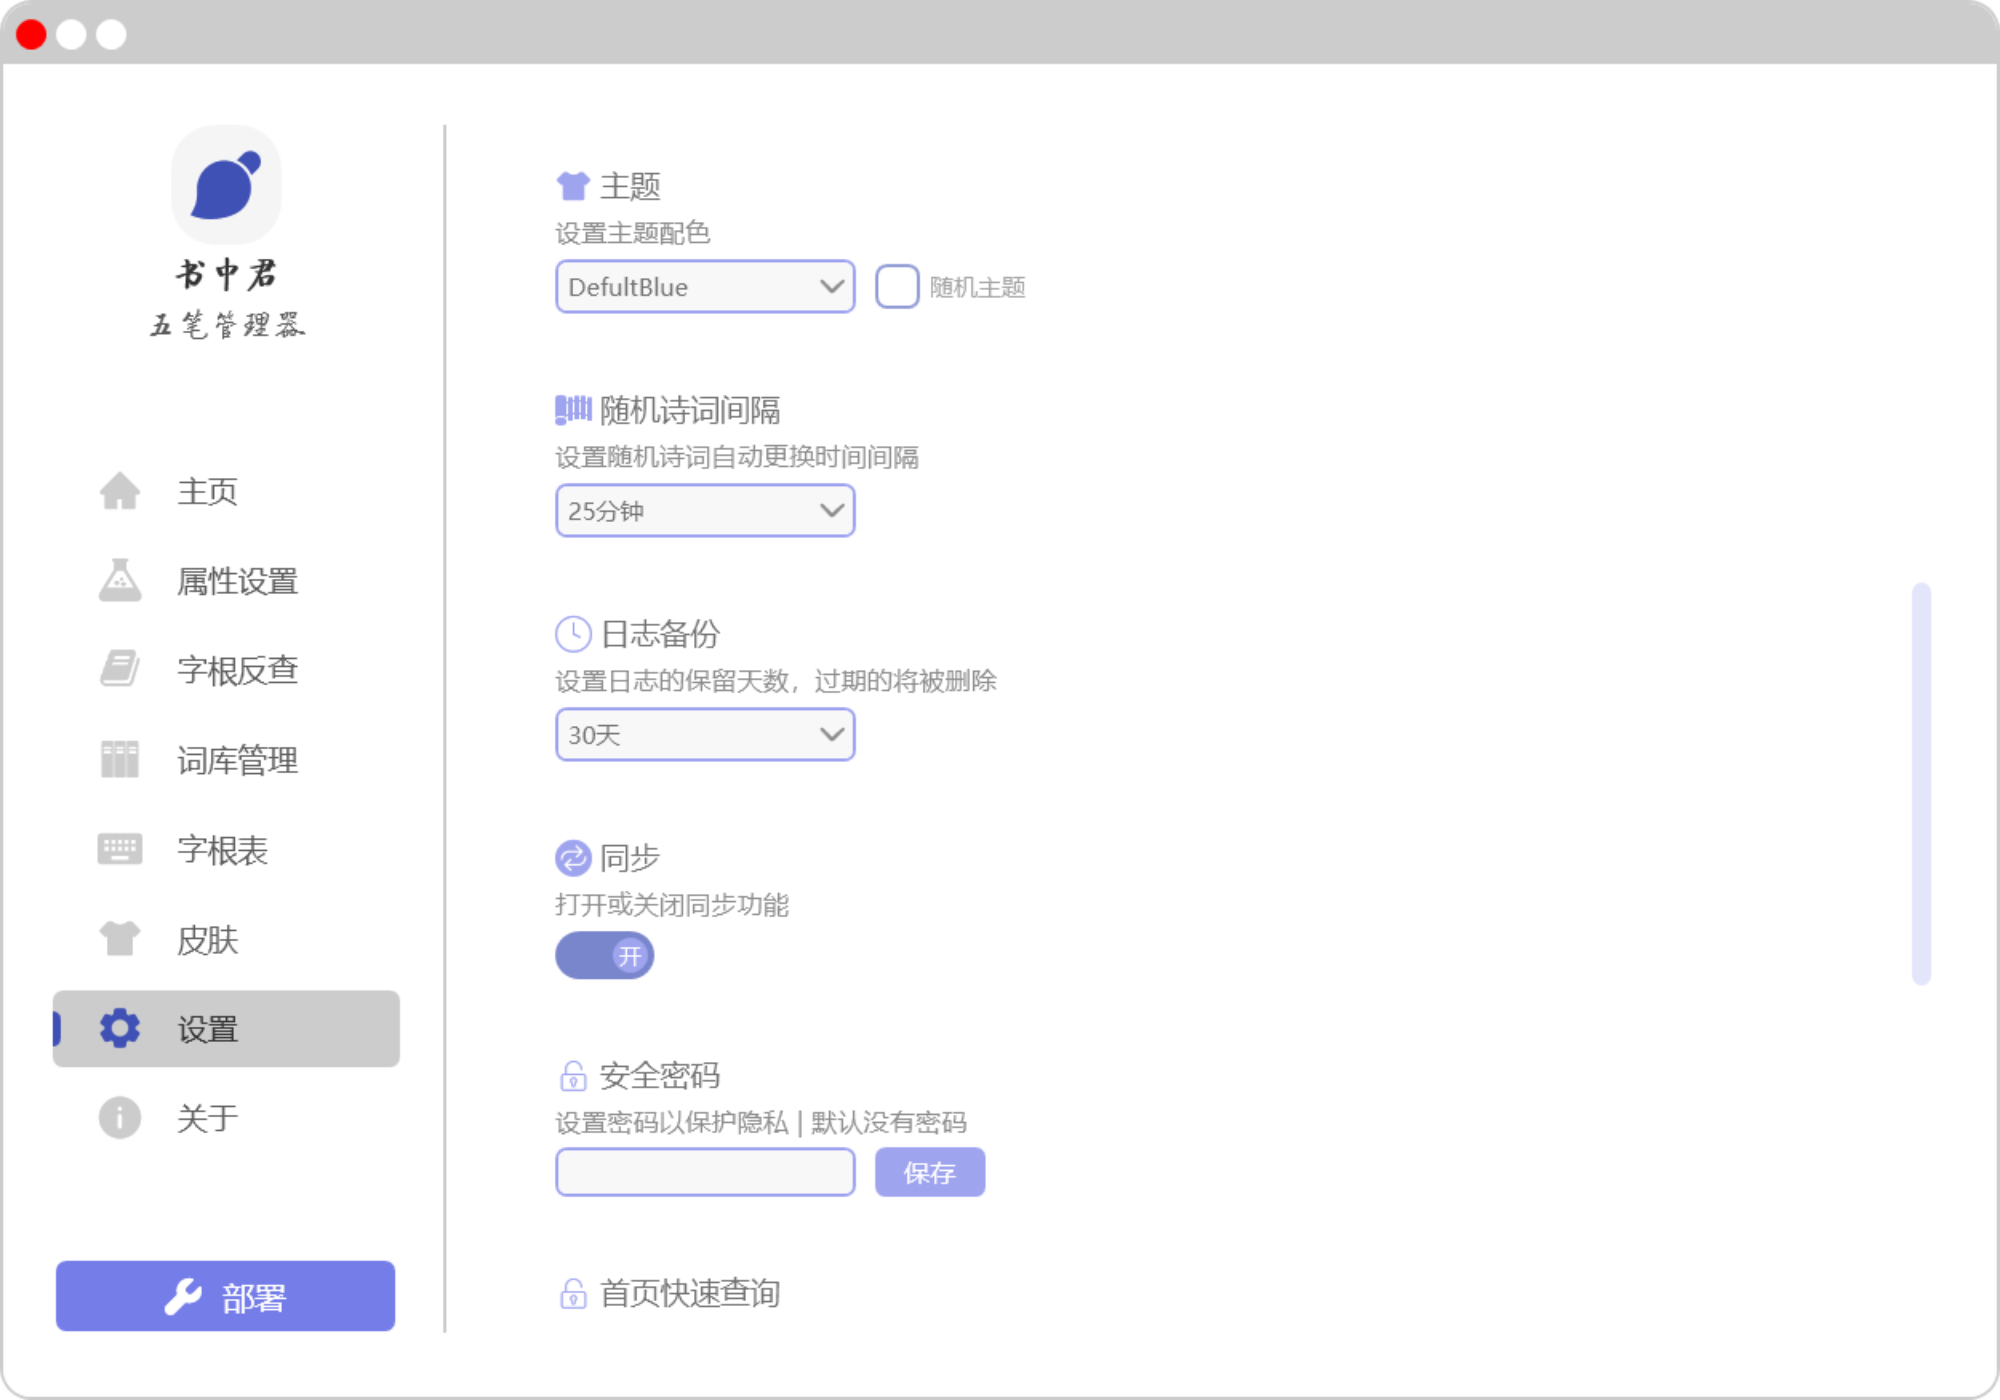 书中君
五笔管理器
主页
属性设置
字根反查
词库管理
字根表
皮肤
设置
关于
部署
主题
设置主题配色
DefultBlue
随机主题
随机诗词间隔
设置随机诗词自动更换时间间隔
25分钟
日志备份
设置日志的保留天数，过期的将被删除
30天
同步
打开或关闭同步功能
开
安全密码
设置密码以保护隐私 | 默认没有密码
保存
首页快速查询